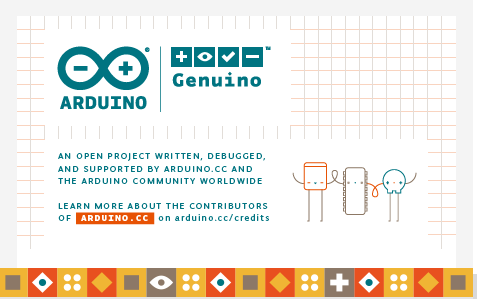 ARDUINO
Genuino
AN OPEN PROJECT WRITTEN, DEBUGGED,
AND SUPPORTED BY ARDUINO.CC AND
THE ARDUINO COMMUNITY WORLDWIDE
LEARN MORE ABOUT THE CONTRIBUTORS
OF ARDUINO.CC on arduino.cc/credits